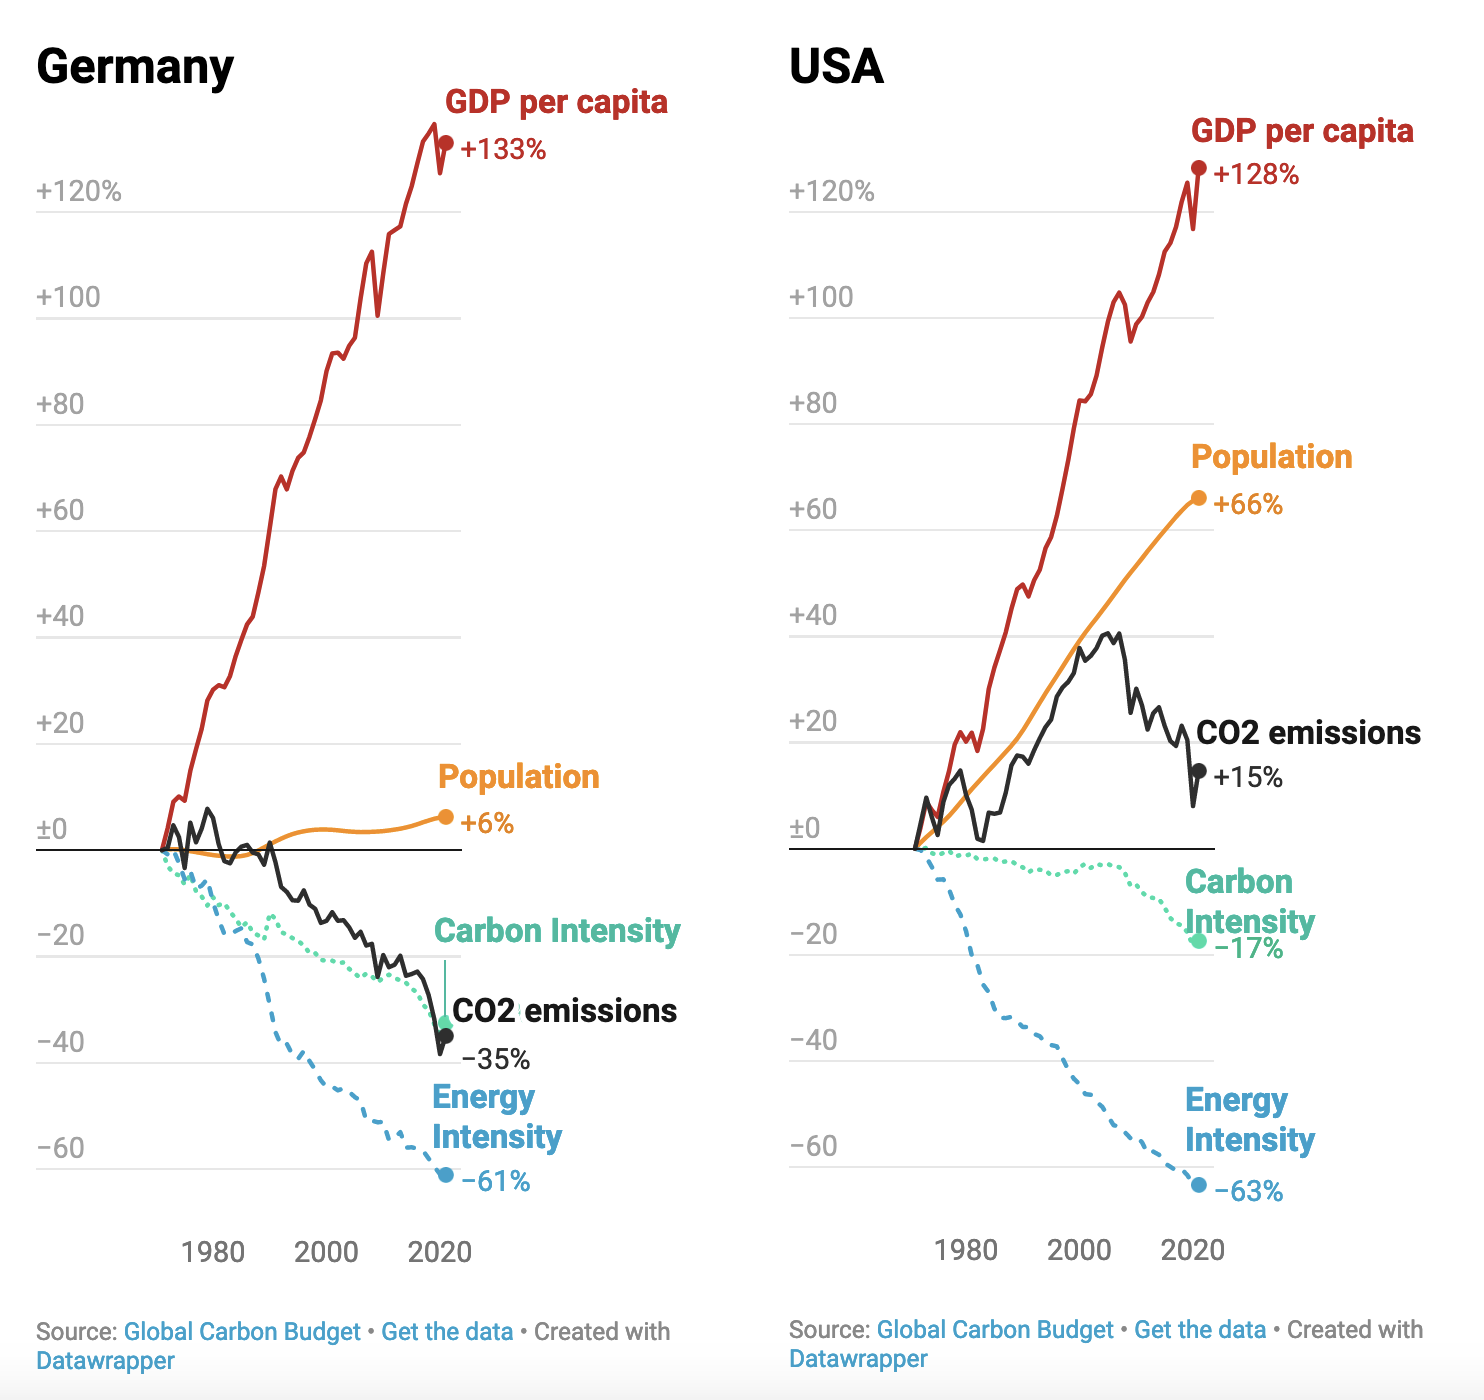 Germany
GDP per capita
+133%
+120%
+100
+80
+60
+40
+20
Population
+6%
±0
Carbon Intensity
−20
CO2 emissions
−35%
−40
Energy
Intensity
−60
−61%
1980 2000 2020
Source: Global Carbon Budget • Get the data • Created with
Datawrapper
USA
GDP per capita
+128%
+120%
+100
+80
Population
+66%
+60
+40
+20
CO2 emissions
+15%
±0
Carbon
Intensity
−17%
−20
−40
Energy
Intensity
−60
−63%
1980 2000 2020
Source: Global Carbon Budget • Get the data • Created with
Datawrapper